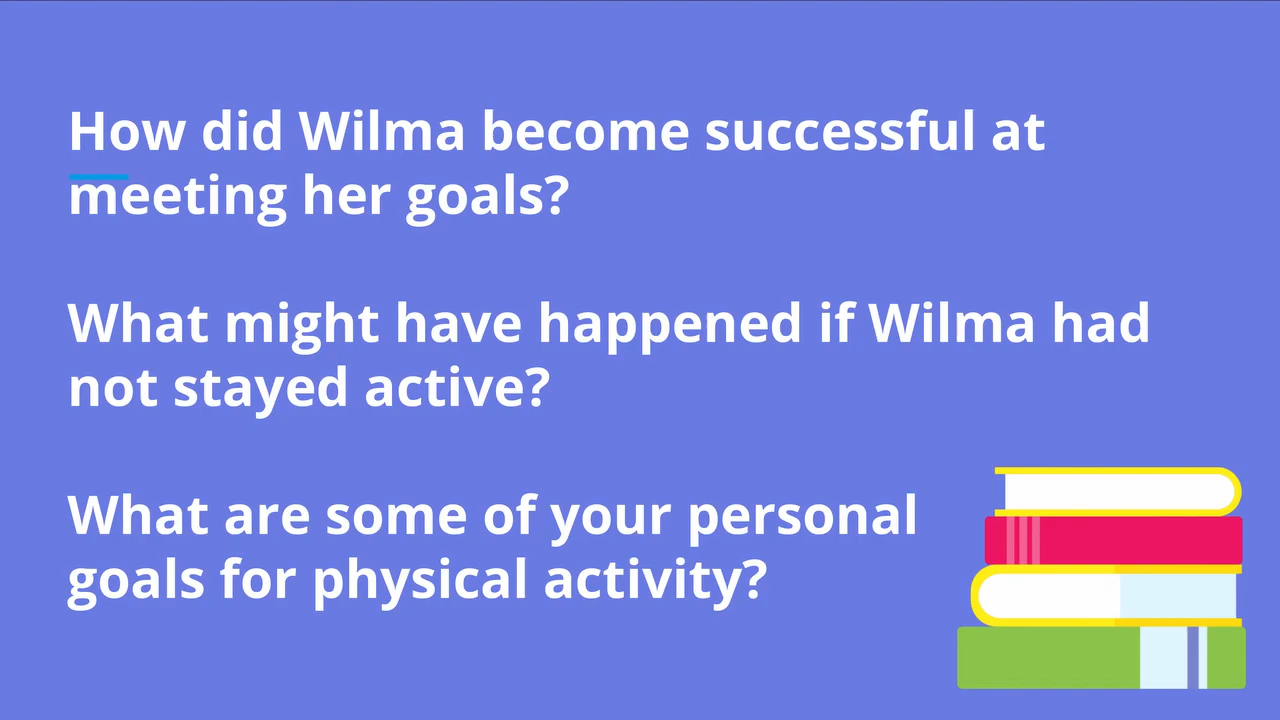 How did Wilma become successful at
meeting her goals?
What might have happened if Wilma had
not stayed active?
What are some of your personal
goals for physical activity?